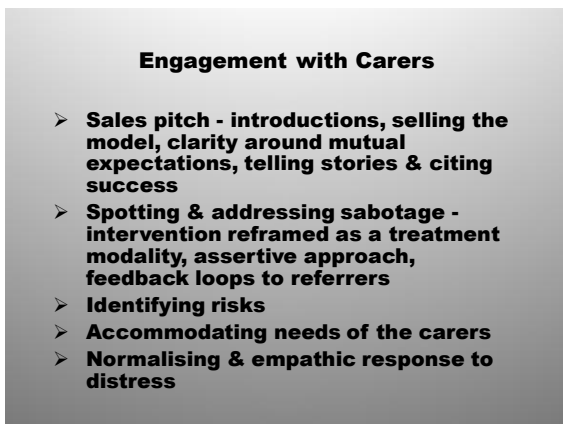 Engagement with Carers
➢ Sales pitch - introductions, selling the
model, clarity around mutual
expectations, telling stories & citing
success
➢ Spotting & addressing sabotage -
intervention reframed as a treatment
modality, assertive approach,
feedback loops to referrers
➢ Identifying risks
➢ Accommodating needs of the carers
➢ Normalising & empathic response to
distress